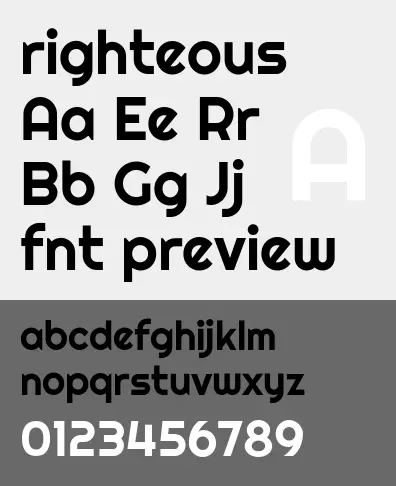 righteous
Aa Ee Rr
A
Bb Gg Jj
fnt preview
abcdefghijklm
nopqrstuvwxyz
0123456789